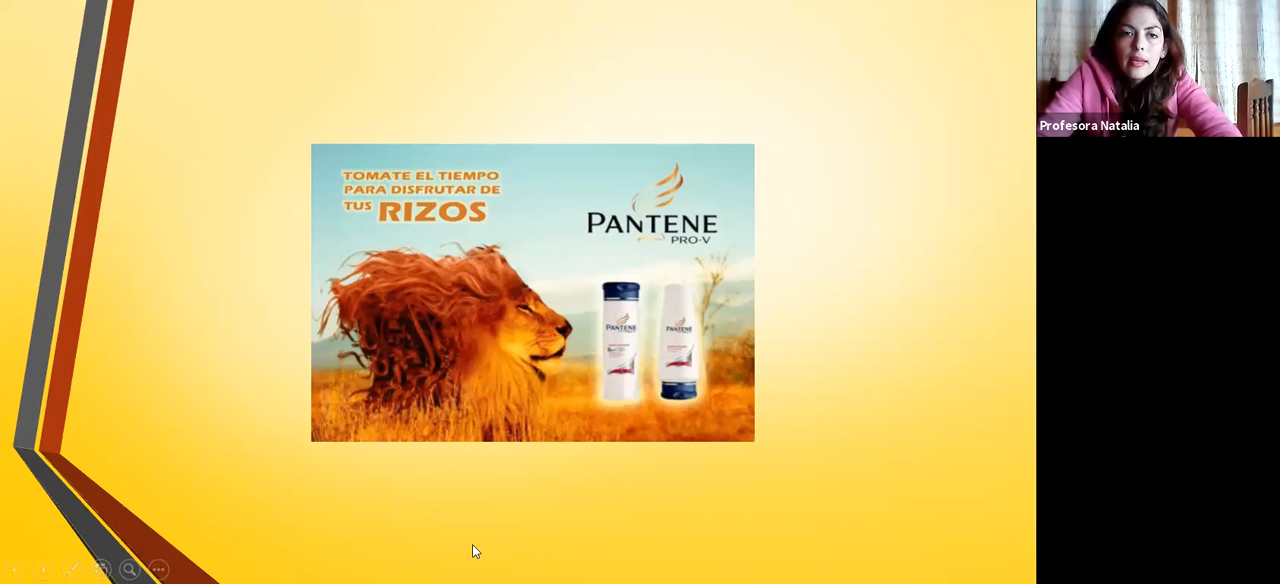 TOMATE EL TIEMPO
PARA DISFRUTAR DE
TUS RIZOS
PANTENE
PRO-V
PANTENE
PANTENE
Profesora Natalia